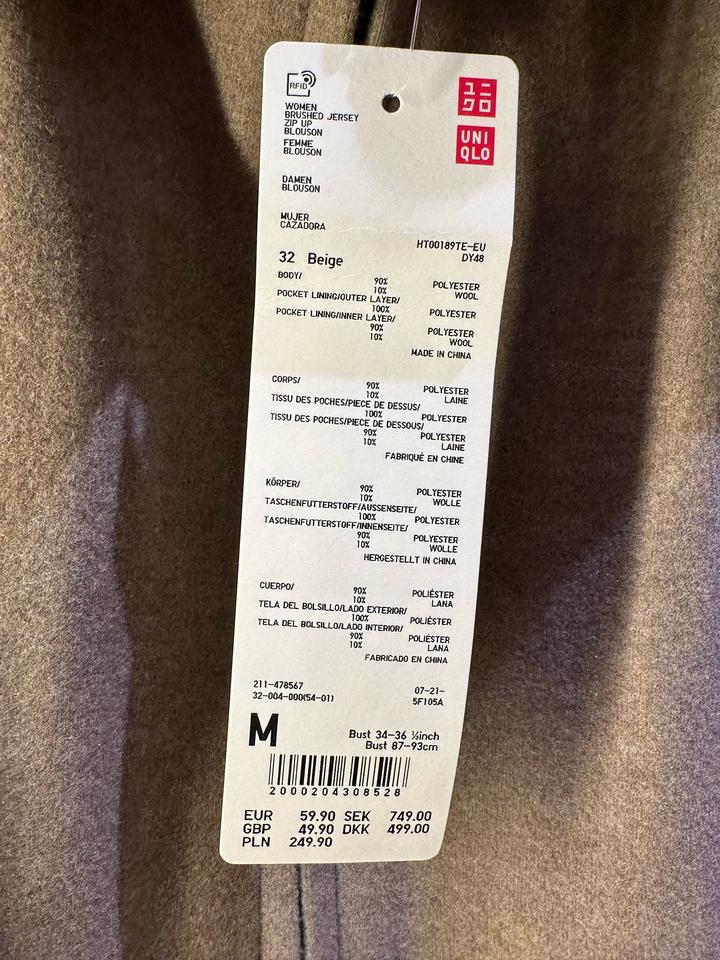 RFID
ユニ
クロ
UNI
QLO
WOMEN
BRUSHED JERSEY
ZIP UP
BLOUSON
FEMME
BLOUSON
DAMEN
BLOUSON
MUJER
CAZADORA
HT00189TE-EU
32 Beige DY48
BODY/
90% POLYESTER
10% WOOL
POCKET LINING/OUTER LAYER/
100% POLYESTER
POCKET LINING/INNER LAYER/
90% POLYESTER
10% WOOL
MADE IN CHINA
CORPS/
90% POLYESTER
10% LAINE
TISSU DES POCHES/PIECE DE DESSUS/
100% POLYESTER
TISSU DES POCHES/PIECE DE DESSOUS/
90% POLYESTER
10% LAINE
FABRIQUÉ EN CHINE
KÖRPER/
90% POLYESTER
10% WOLLE
TASCHENFUTTERSTOFF/AUSSENSEITE/
100% POLYESTER
TASCHENFUTTERSTOFF/INNENSEITE/
90% POLYESTER
10% WOLLE
HERGESTELLT IN CHINA
CUERPO/
90% POLIÉSTER
10% LANA
TELA DEL BOLSILLO/LADO EXTERIOR/
100% POLIÉSTER
TELA DEL BOLSILLO/LADO INTERIOR/
90% POLIÉSTER
10% LANA
FABRICADO EN CHINA
211-478567 07-21-
32-004-000(54-01) 5F105A
M
Bust 34-36 ½inch
Bust 87-93cm
2000204308528
EUR 59.90 SEK 749.00
GBP 49.90 DKK 499.00
PLN 249.90